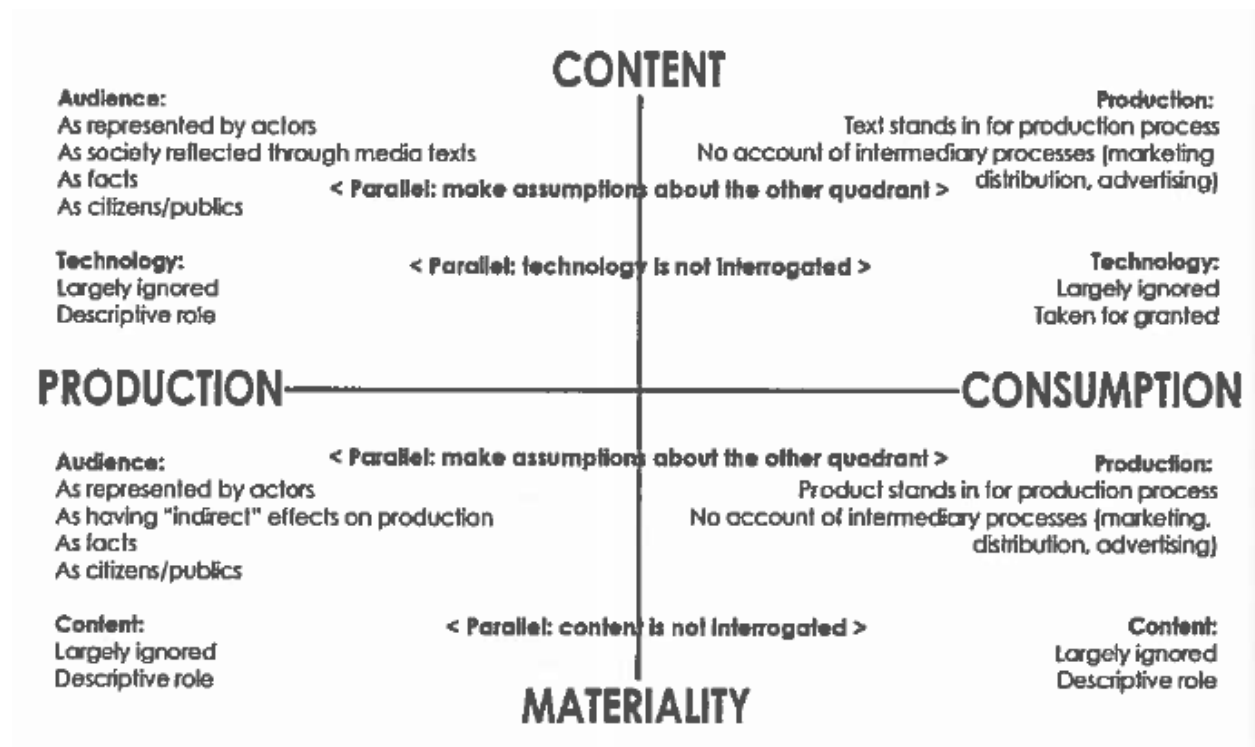 CONTENT
Audience:
As represented by actors
As society reflected through media texts
As facts
As citizens/publics
Production:
Text stands in for production process
No account of intermediary processes (marketing
distribution, advertising)
< Parallel: make assumptions about the other quadrant >
Technology:
Largely ignored
Descriptive role
< Parallel: technology is not interrogated >
Technology:
Largely ignored
Taken for granted
PRODUCTION
CONSUMPTION
Audience:
As represented by actors
As having "indirect" effects on production
As facts
As citizens/publics
< Parallel: make assumptions about the other quadrant >
Production:
Product stands in for production process
No account of intermediary processes (marketing,
distribution, advertising)
Content:
Largely ignored
Descriptive role
< Parallel: content is not interrogated >
Content:
Largely ignored
Descriptive role
MATERIALITY